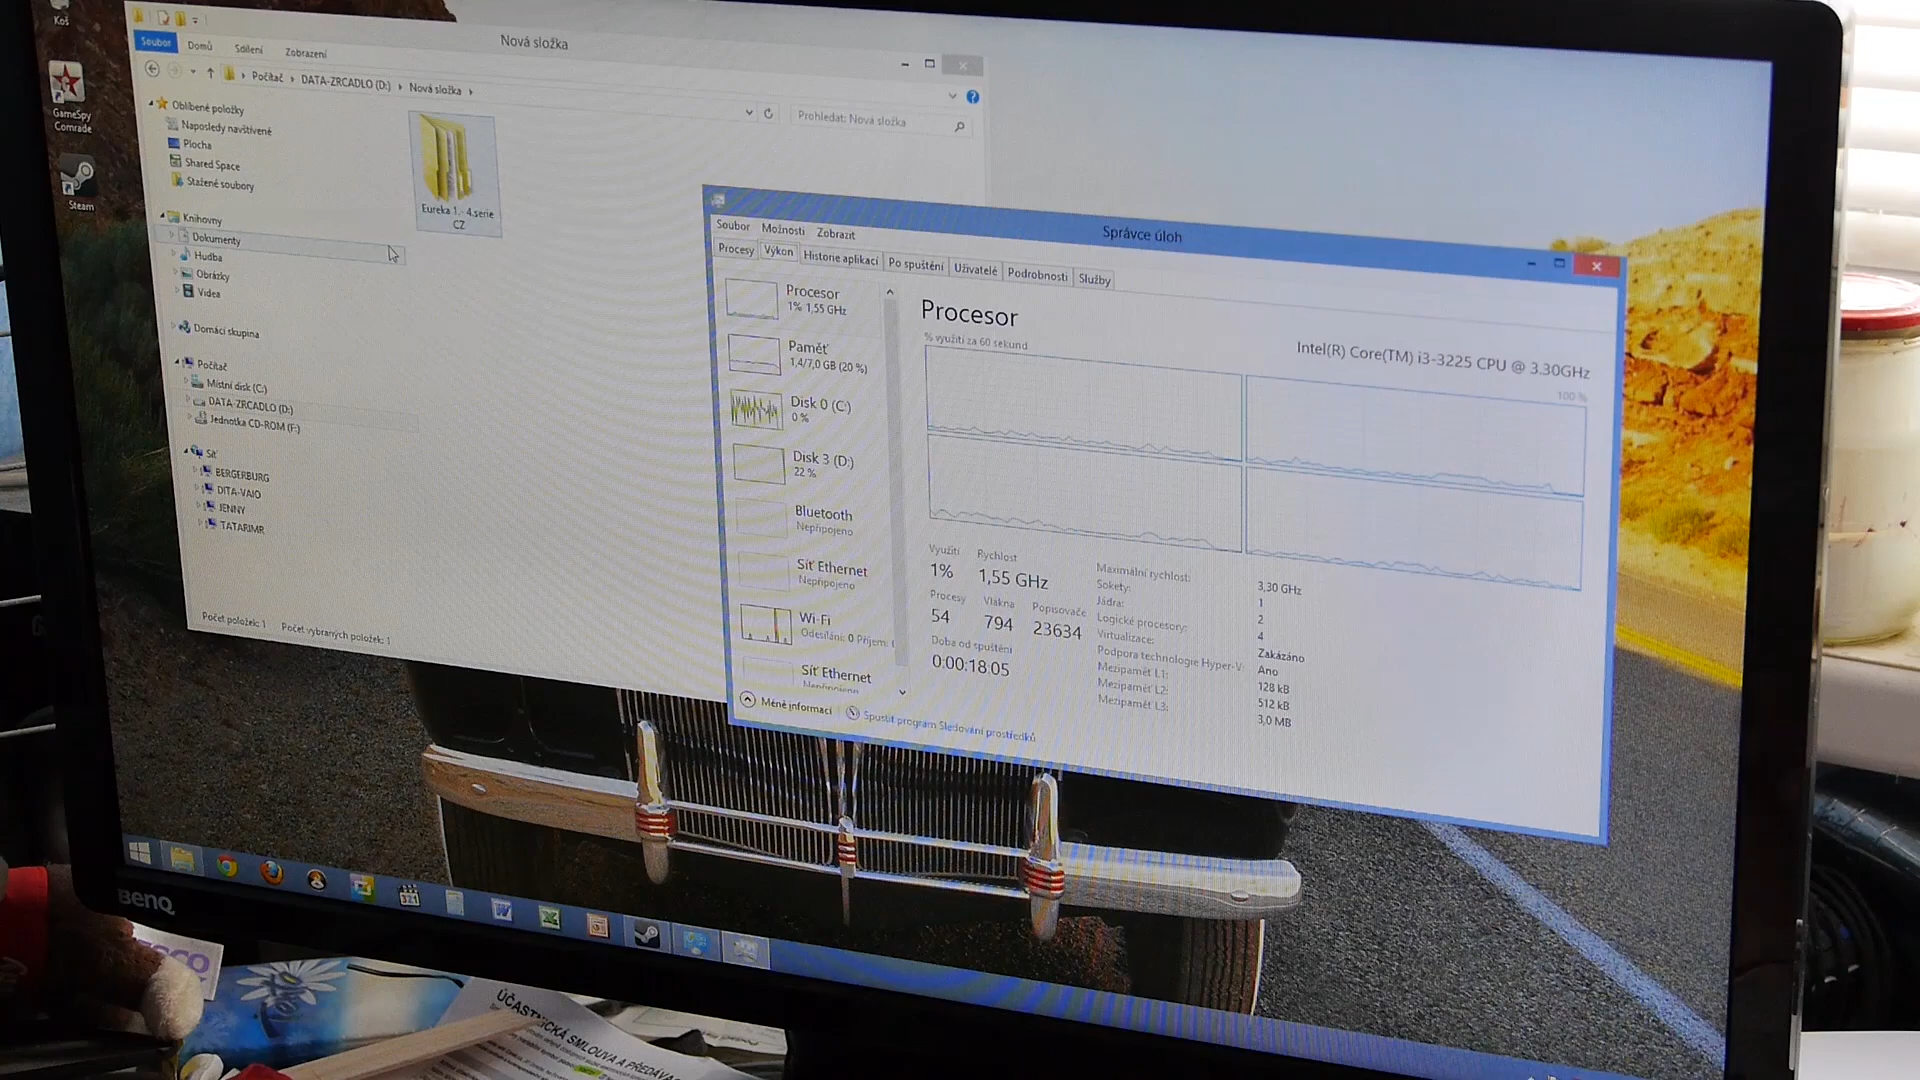 Koš
GameSpy
Comrade
Steam
Nová složka
Soubor Domů Sdílení Zobrazení
Počítač DATA-ZRCADLO (D:) Nová složka
Prohledat: Nová složka
Oblíbené položky
Naposledy navštívené
Plocha
Shared Space
Stažené soubory
Knihovny
Dokumenty
Hudba
Obrázky
Videa
Domácí skupina
Počítač
Místní disk (C:)
DATA-ZRCADLO (D:)
Jednotka CD-ROM (F:)
Síť
BERGERBURG
DITA-VAIO
JENNY
TATARIMR
Eureka 1.- 4.serie
CZ
Počet položek: 1 Počet vybraných položek: 1
Správce úloh
Soubor Možnosti Zobrazit
Procesy Výkon Historie aplikací Po spuštění Uživatelé Podrobnosti Služby
Procesor
1% 1,55 GHz
Paměť
1,4/7,0 GB (20 %)
Disk 0 (C:)
0 %
Disk 3 (D:)
22 %
Bluetooth
Nepřipojeno
Síť Ethernet
Nepřipojeno
Wi-Fi
Odesílání: 0 Příjem: (
Síť Ethernet
Nepřipojeno
Procesor
Intel(R) Core(TM) i3-3225 CPU @ 3.30GHz
% využití za 60 sekund
100 %
Využití Rychlost
1% 1,55 GHz
Procesy Vlákna Popisovače
54 794 23634
Doba od spuštění
0:00:18:05
Maximální rychlost: 3,30 GHz
Sokety: 1
Jádra: 2
Logické procesory: 4
Virtualizace: Zakázáno
Podpora technologie Hyper-V: Ano
Mezipaměť L1: 128 kB
Mezipaměť L2: 512 kB
Mezipaměť L3: 3,0 MB
Méně informací Spustit program Sledování prostředků
BenQ
ÚČASTNICKÁ SMLOUVA A PŘEDÁVA